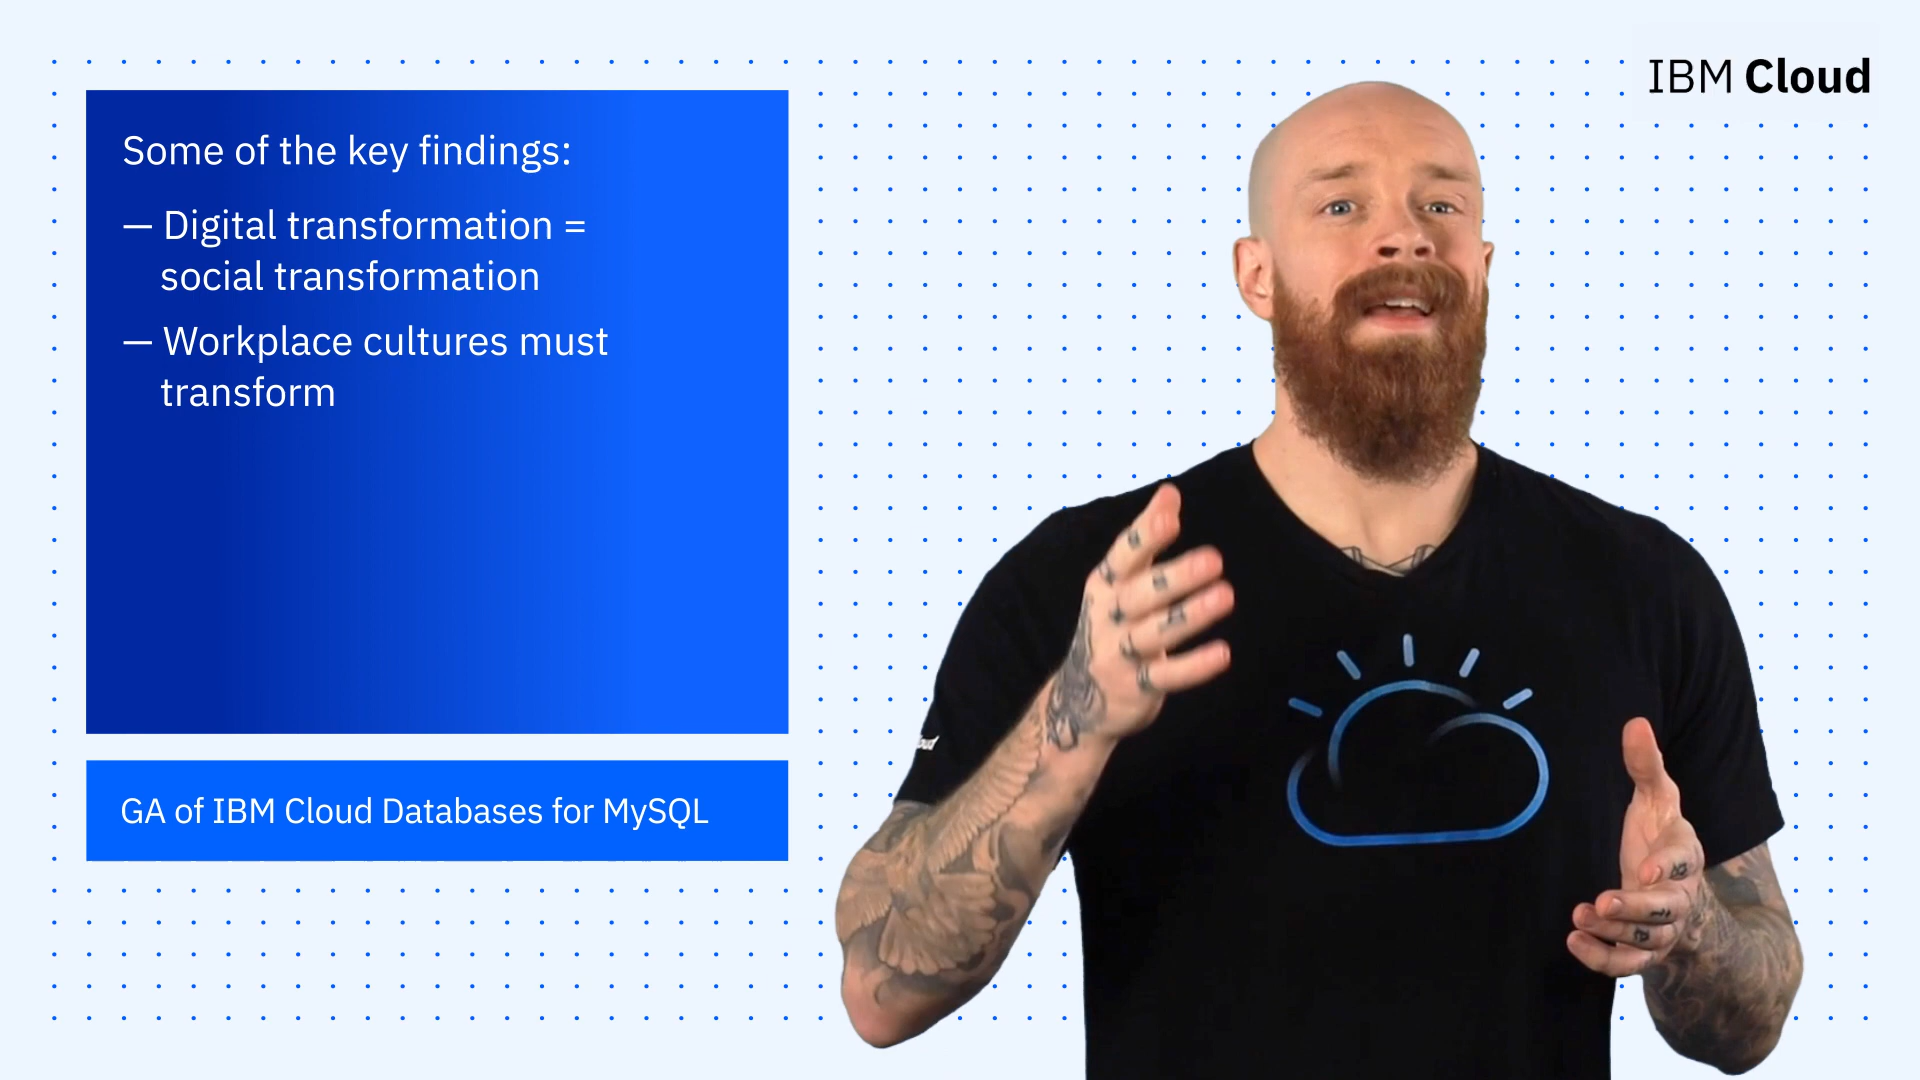 IBM Cloud
Some of the key findings:
— Digital transformation =
social transformation
— Workplace cultures must
transform
GA of IBM Cloud Databases for MySQL